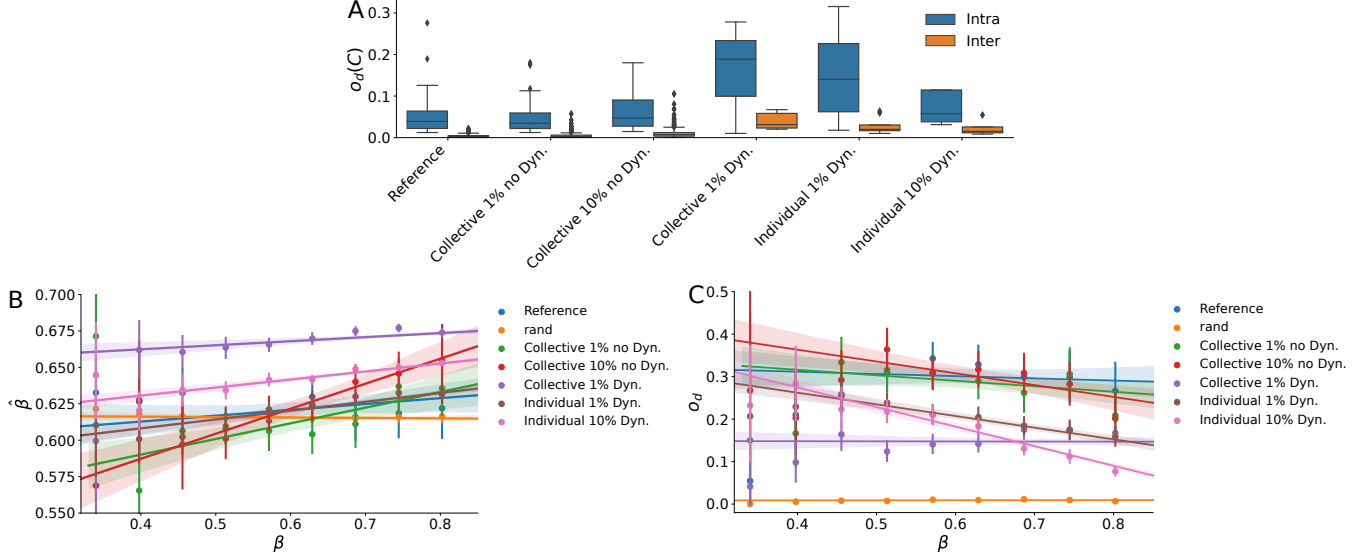 A
0.3
0.2
0.1
0.0
o_d(C)
Intra
Inter
Reference
Collective 1% no Dyn.
Collective 10% no Dyn.
Collective 1% Dyn.
Individual 1% Dyn.
Individual 10% Dyn.
B
0.700
0.675
0.650
0.625
0.600
0.575
0.550
β̂
0.4 0.5 0.6 0.7 0.8
β
Reference
rand
Collective 1% no Dyn.
Collective 10% no Dyn.
Collective 1% Dyn.
Individual 1% Dyn.
Individual 10% Dyn.
C
0.5
0.4
0.3
0.2
0.1
0.0
o_d
0.4 0.5 0.6 0.7 0.8
β
Reference
rand
Collective 1% no Dyn.
Collective 10% no Dyn.
Collective 1% Dyn.
Individual 1% Dyn.
Individual 10% Dyn.